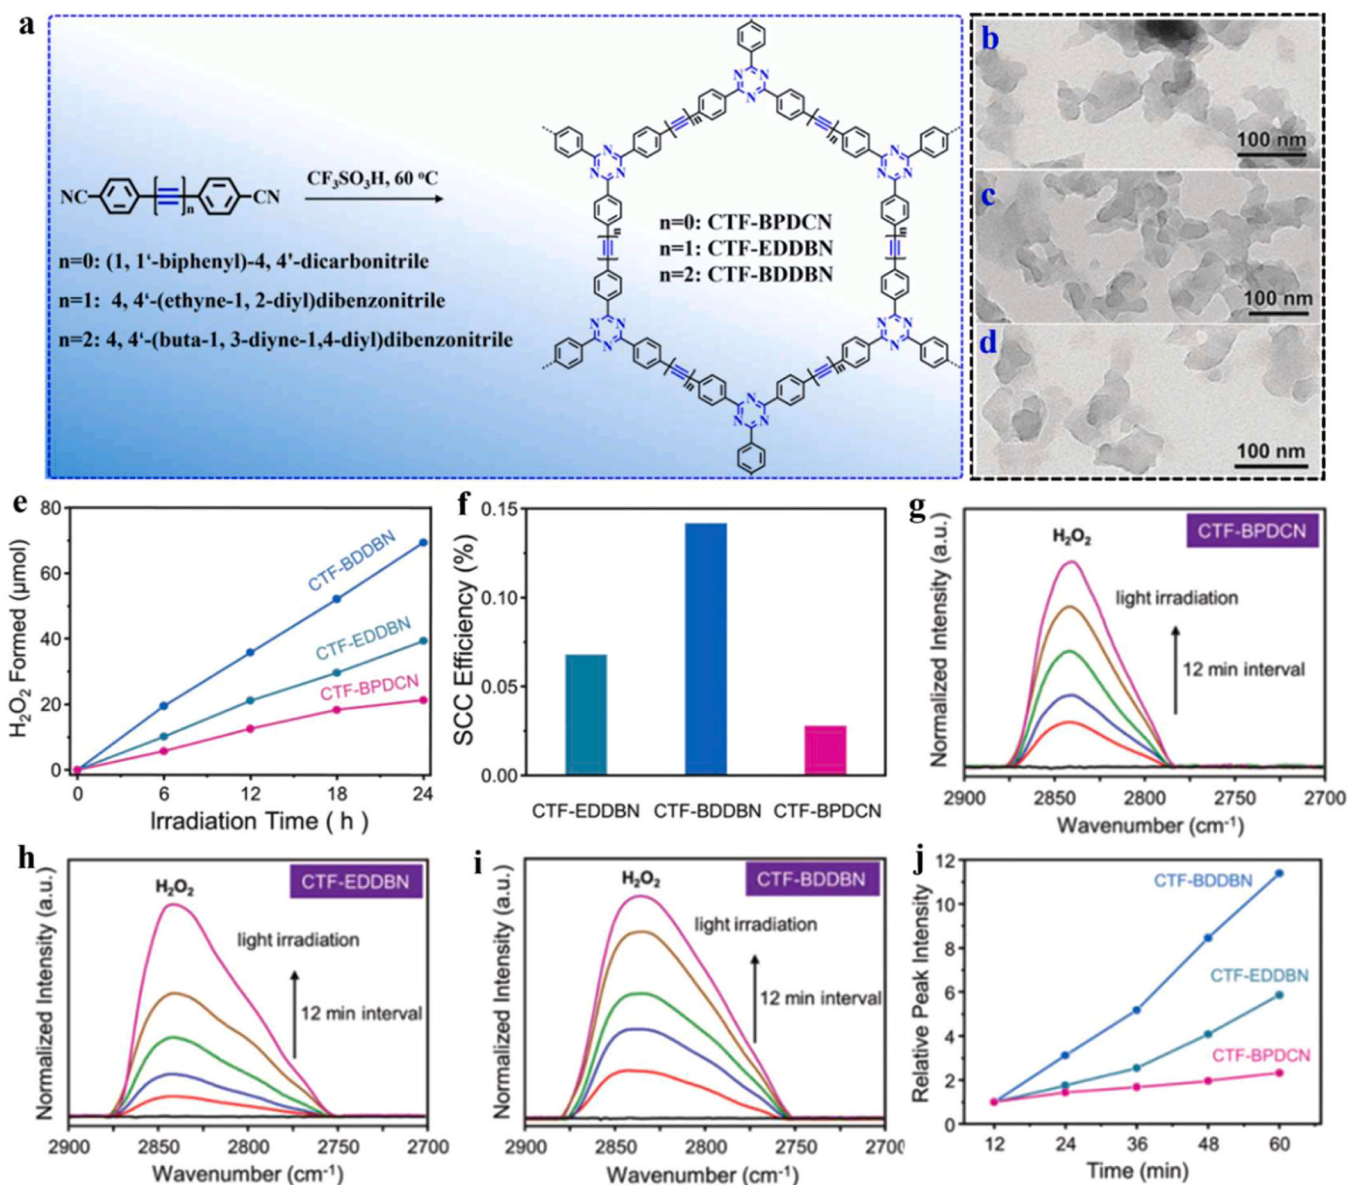 a
NC
[
]n
CN
CF3SO3H, 60 °C
n=0: (1, 1'-biphenyl)-4, 4'-dicarbonitrile
n=1: 4, 4'-(ethyne-1, 2-diyl)dibenzonitrile
n=2: 4, 4'-(buta-1, 3-diyne-1,4-diyl)dibenzonitrile
N N
N
n n
N N N N
N N
n n
n=0: CTF-BPDCN
n=1: CTF-EDDBN
n=2: CTF-BDDBN
N N N N
N N
n n
N
N N
b
100 nm
c
100 nm
d
100 nm
e
H2O2 Formed (μmol)
80
60
40
20
0
CTF-BDDBN
CTF-EDDBN
CTF-BPDCN
0 6 12 18 24
Irradiation Time ( h )
f
SCC Efficiency (%)
0.15
0.10
0.05
0.00
CTF-EDDBN CTF-BDDBN CTF-BPDCN
g
Normalized Intensity (a.u.)
H2O2
CTF-BPDCN
light irradiation
12 min interval
2900 2850 2800 2750 2700
Wavenumber (cm-1)
h
Normalized Intensity (a.u.)
H2O2
CTF-EDDBN
light irradiation
12 min interval
2900 2850 2800 2750 2700
Wavenumber (cm-1)
i
Normalized Intensity (a.u.)
H2O2
CTF-BDDBN
light irradiation
12 min interval
2900 2850 2800 2750 2700
Wavenumber (cm-1)
j
Relative Peak Intensity
12
10
8
6
4
2
0
CTF-BDDBN
CTF-EDDBN
CTF-BPDCN
12 24 36 48 60
Time (min)